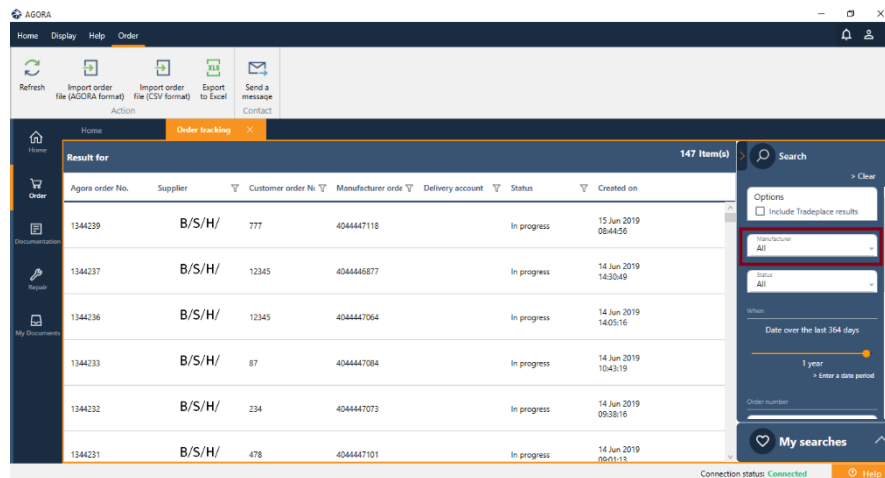 AGORA
Home Display Help Order
Refresh
Import order file (AGORA format)
Import order file (CSV format)
XLS
Export to Excel
Send a message
Action
Contact
Home
Order tracking
Home
Order
Documentation
Repair
My Documents
Result for 147 Item(s)
Agora order No. Supplier Customer order No Manufacturer orde Delivery account Status Created on
1344239 B/S/H/ 777 4044447118 In progress 15 Jun 2019 08:44:56
1344237 B/S/H/ 12345 4044446877 In progress 14 Jun 2019 14:30:49
1344236 B/S/H/ 12345 4044447064 In progress 14 Jun 2019 14:05:16
1344233 B/S/H/ 87 4044447084 In progress 14 Jun 2019 10:43:19
1344232 B/S/H/ 234 4044447073 In progress 14 Jun 2019 09:38:16
1344231 B/S/H/ 478 4044447101 In progress 14 Jun 2019 09:01:13
Search
> Clear
Options
Include Tradeplace results
Manufacturer
All
Status
All
When
Date over the last 364 days
1 year
> Enter a date period
Order number
My searches
Connection status: Connected
Help